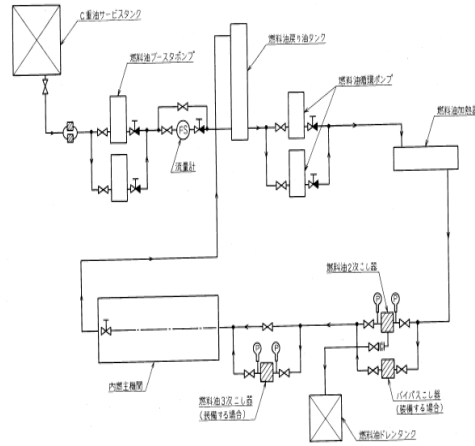 C重油サービスタンク
燃料油戻り油タンク
燃料油ブースタポンプ
燃料油循環ポンプ
燃料油加熱器
FS
流量計
燃料油2次こし器
P
P
内燃主機関
P
P
燃料油3次こし器
(装備する場合)
バイパスこし器
(装備する場合)
燃料油ドレンタンク